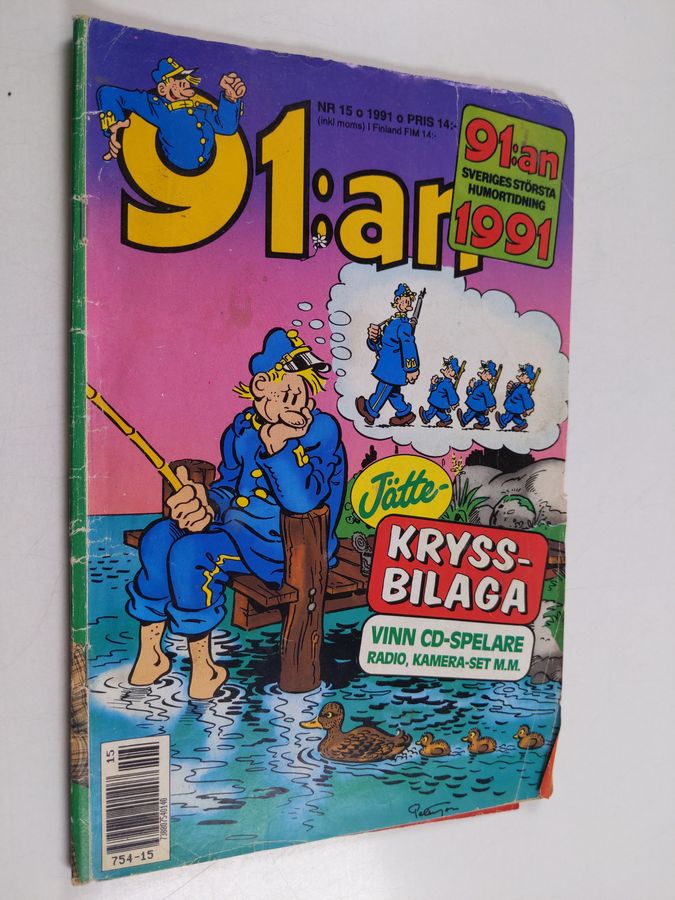 NR 15 o 1991 o PRIS 14:-
(inkl moms) i Finland FIM 14:-
91:an
91:an
SVERIGES STÖRSTA
HUMORTIDNING
1991
Jätte-
KRYSS-
BILAGA
VINN CD-SPELARE
RADIO, KAMERA-SET M.M.
15
754-15